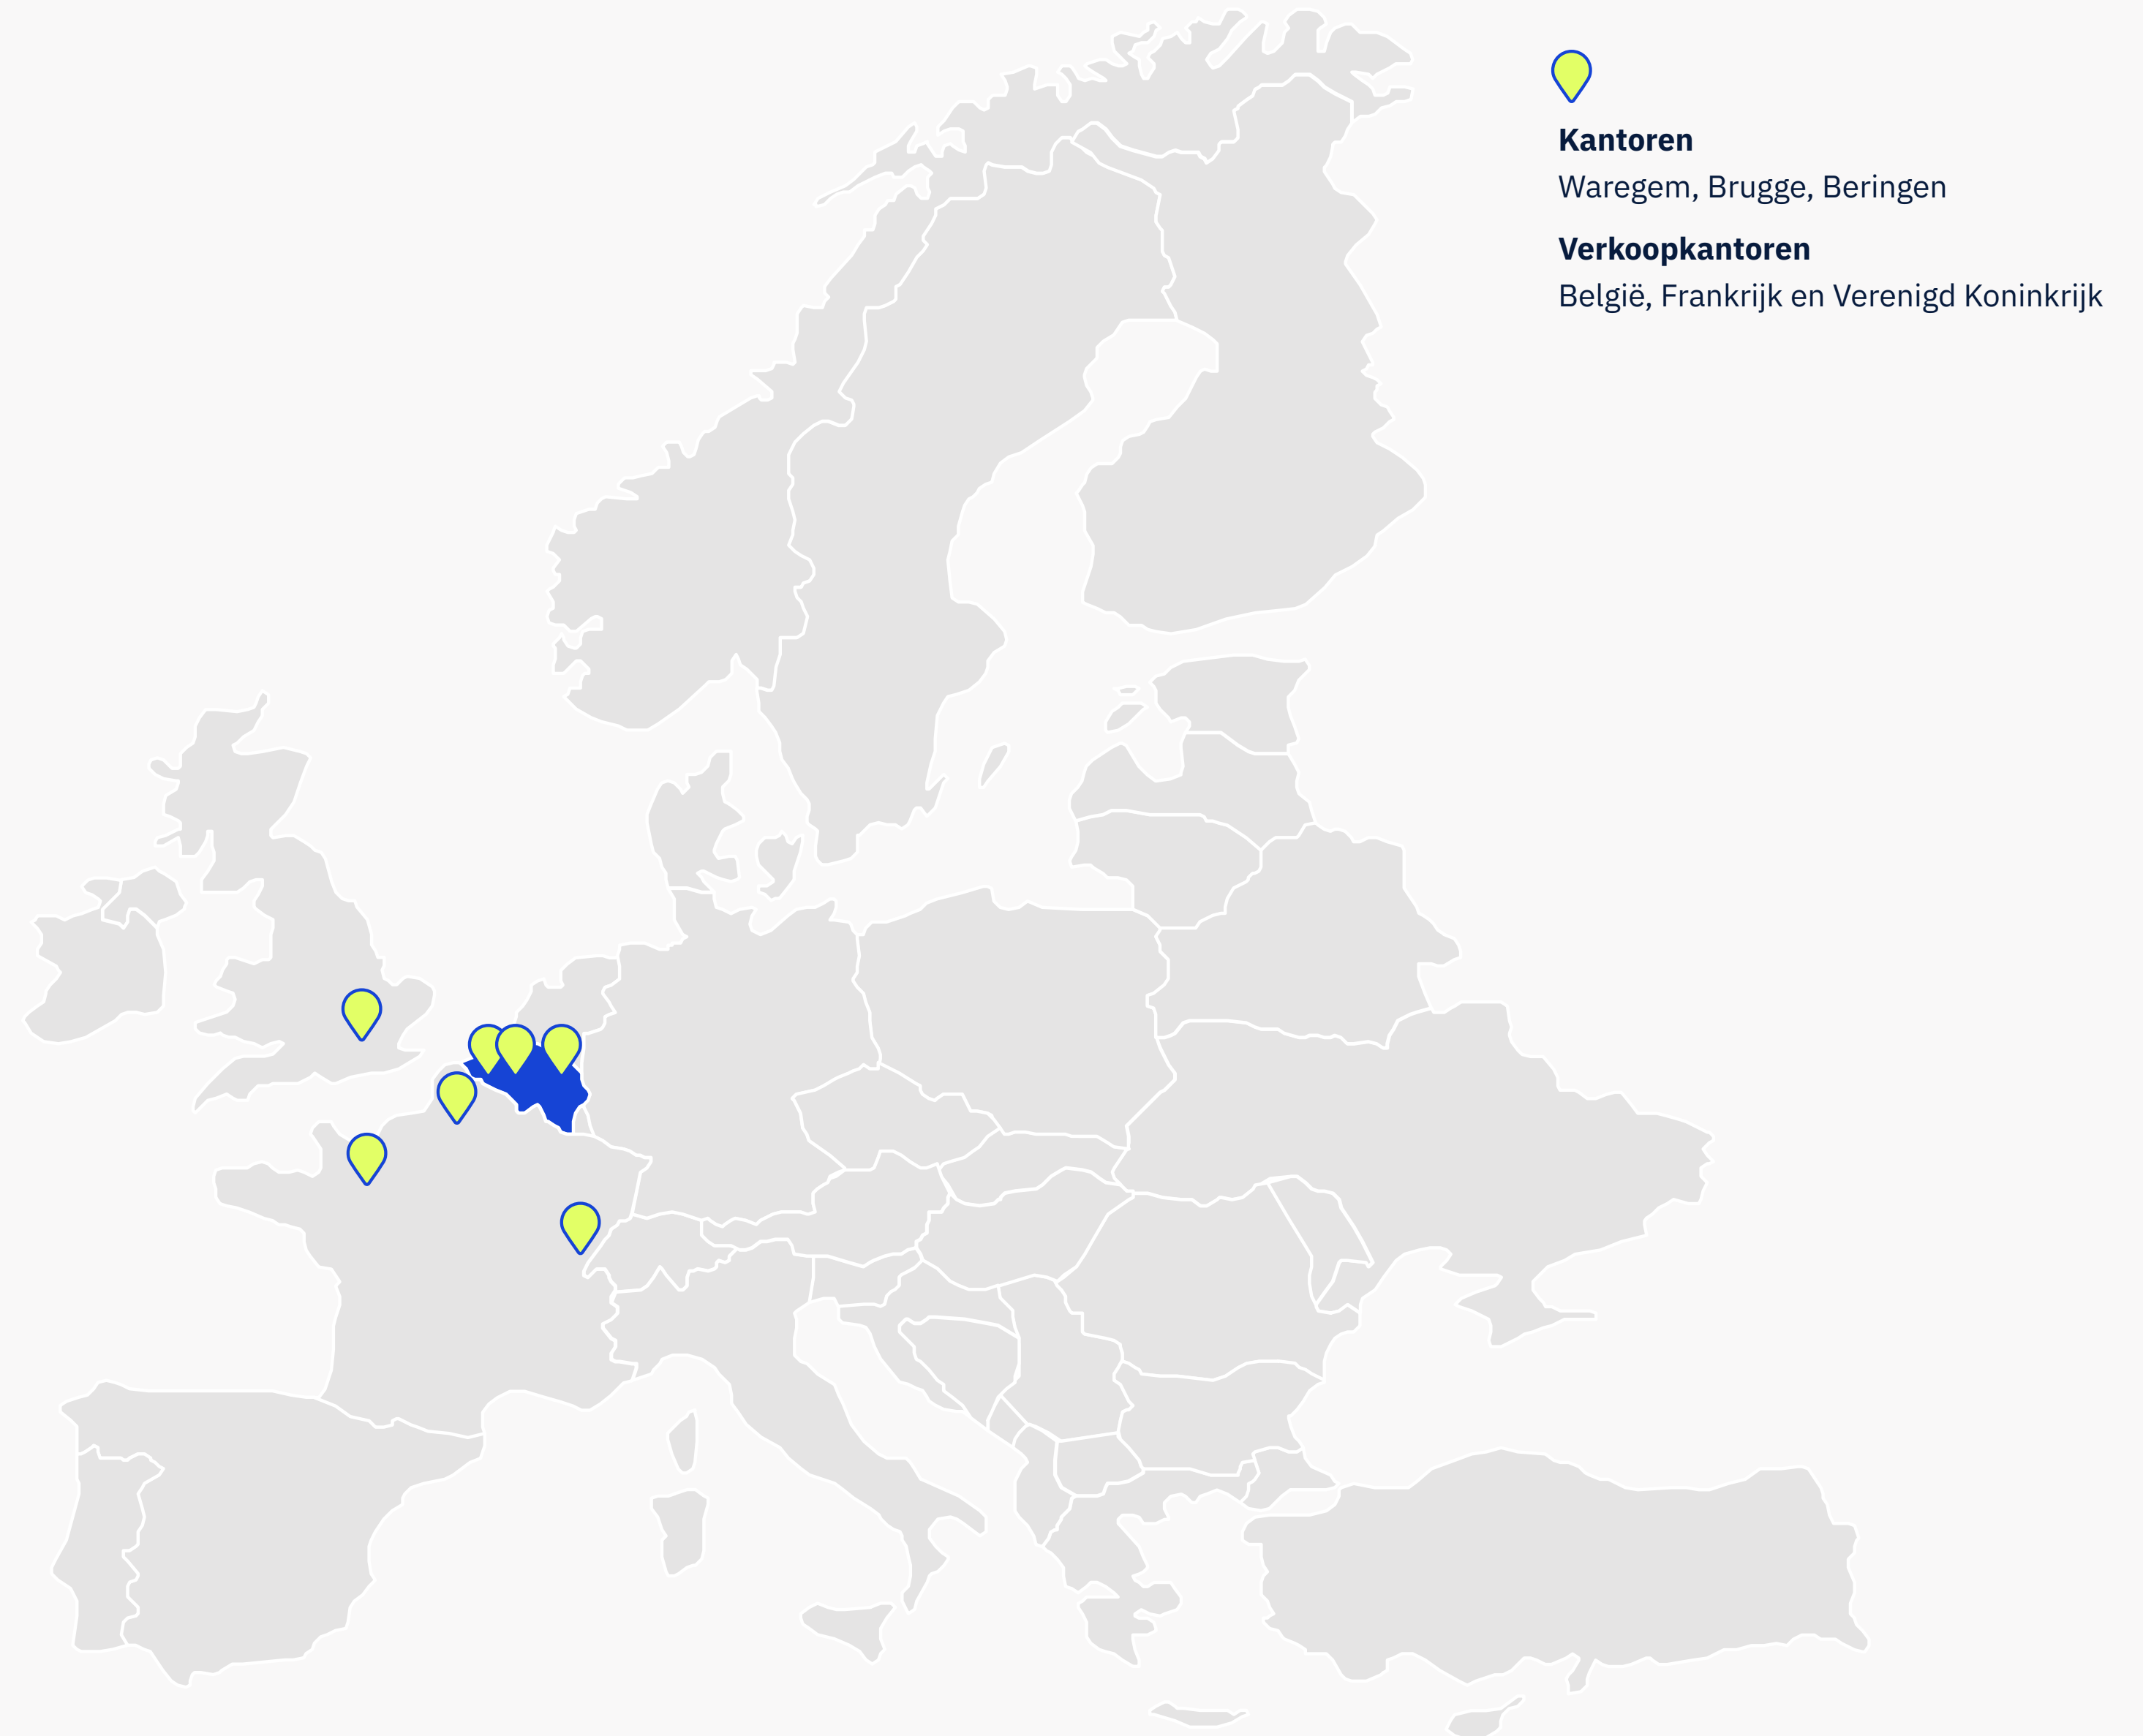 Kantoren
Waregem, Brugge, Beringen
Verkoopkantoren
België, Frankrijk en Verenigd Koninkrijk